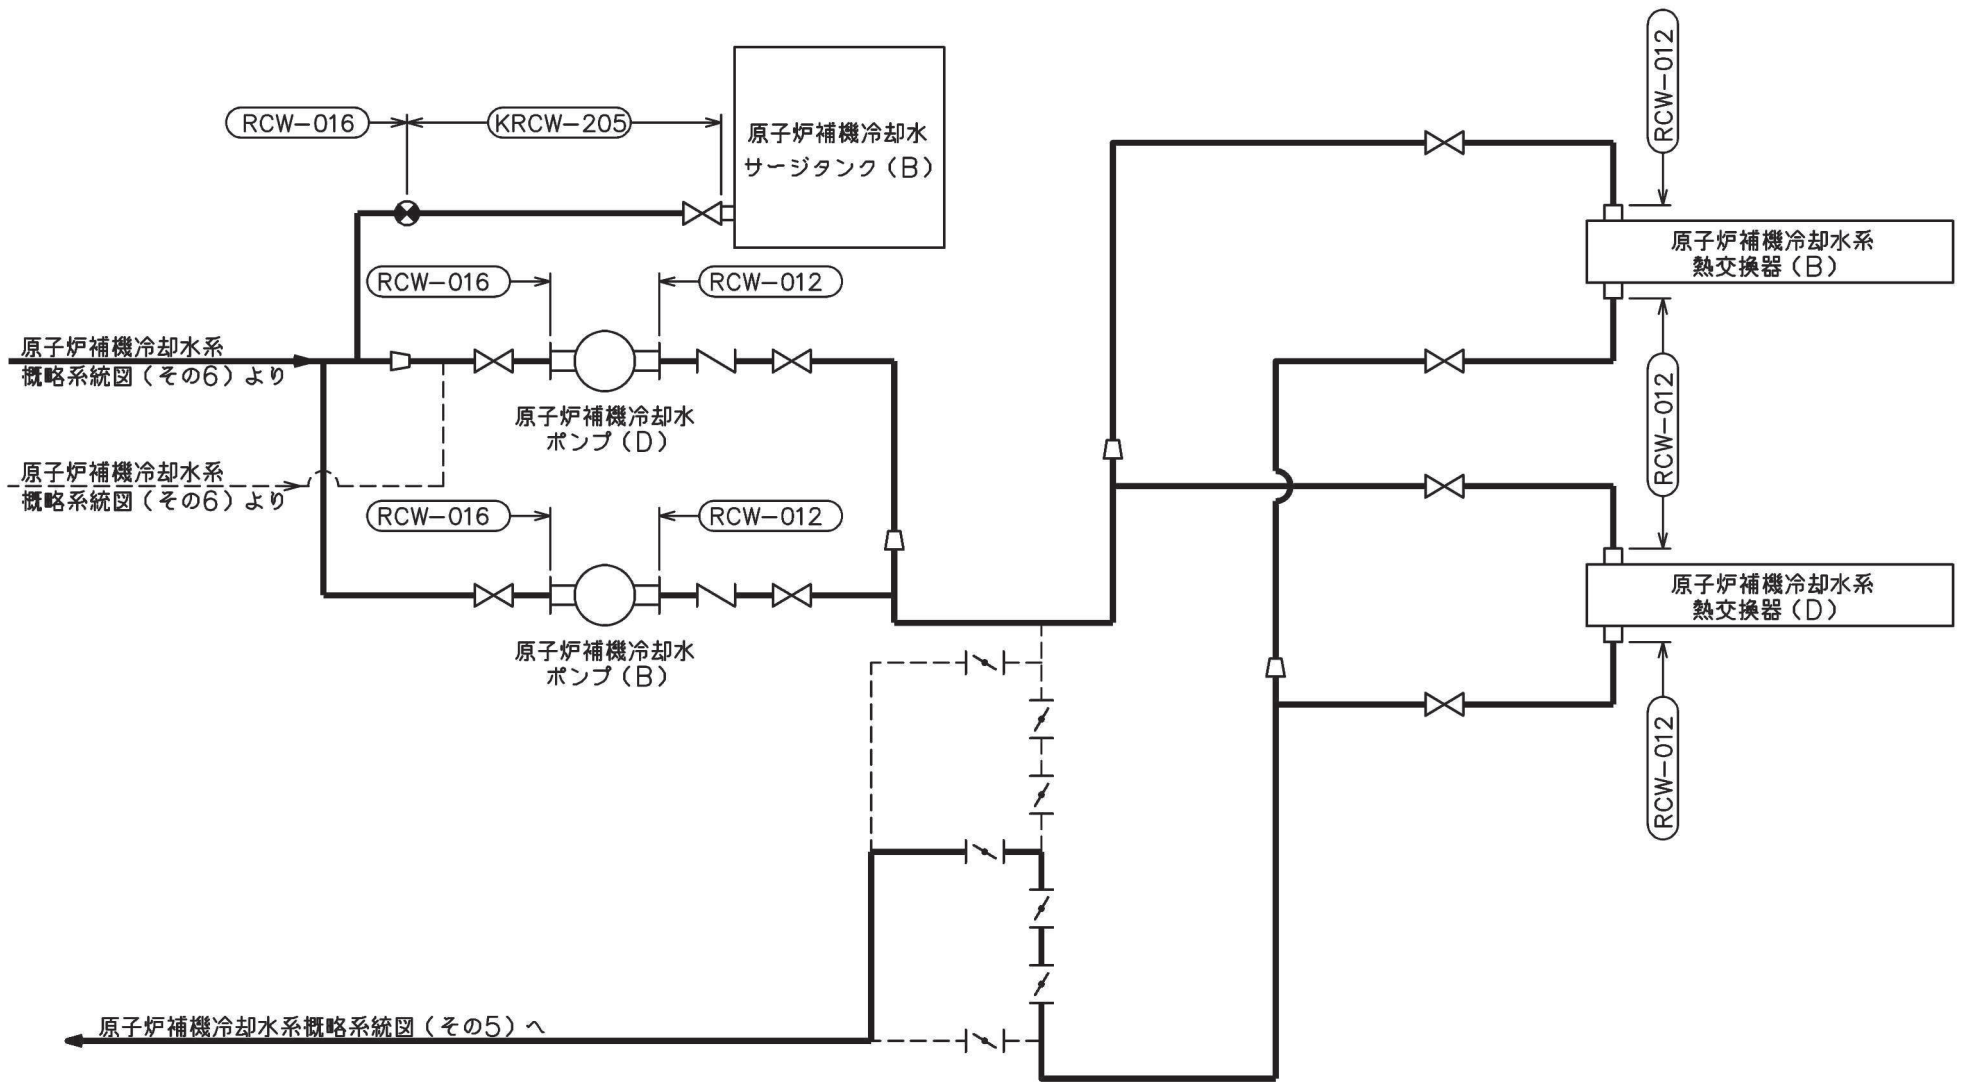 RCW-012
RCW-016
KRCW-205
原子炉補機冷却水
サージタンク（B）
原子炉補機冷却水系
熱交換器（B）
RCW-016
RCW-012
原子炉補機冷却水系
概略系統図（その6）より
原子炉補機冷却水
ポンプ（D）
RCW-012
原子炉補機冷却水系
概略系統図（その6）より
RCW-016
RCW-012
原子炉補機冷却水系
熱交換器（D）
原子炉補機冷却水
ポンプ（B）
RCW-012
原子炉補機冷却水系概略系統図（その5）へ